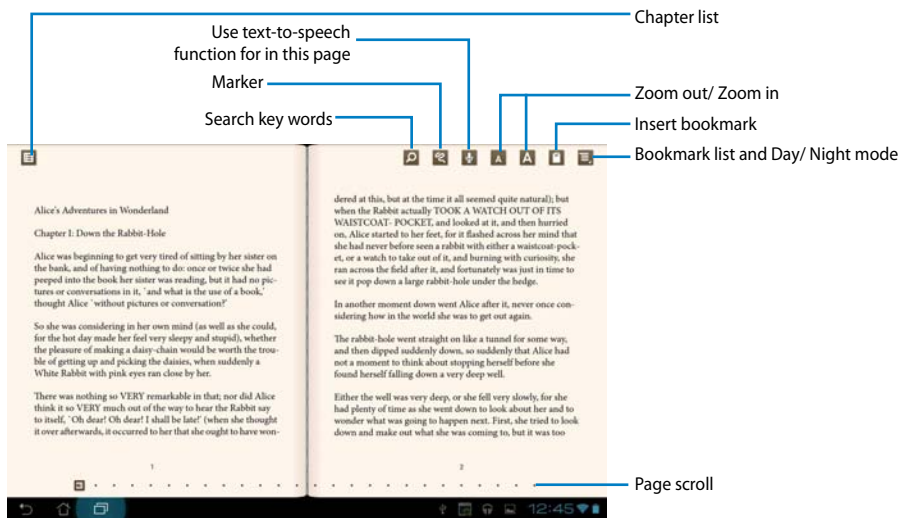 Chapter list
Use text-to-speech
function for in this page
Marker
Zoom out/ Zoom in
Search key words
Insert bookmark
Bookmark list and Day/ Night mode
A
A
Alice's Adventures in Wonderland
Chapter I: Down the Rabbit-Hole
Alice was beginning to get very tired of sitting by her sister on
the bank, and of having nothing to do: once or twice she had
peeped into the book her sister was reading, but it had no pic-
tures or conversations in it, `and what is the use of a book,'
thought Alice `without pictures or conversation?'
So she was considering in her own mind (as well as she could,
for the hot day made her feel very sleepy and stupid), whether
the pleasure of making a daisy-chain would be worth the trou-
ble of getting up and picking the daisies, when suddenly a
White Rabbit with pink eyes ran close by her.
There was nothing so VERY remarkable in that; nor did Alice
think it so VERY much out of the way to hear the Rabbit say
to itself, `Oh dear! Oh dear! I shall be late!' (when she thought
it over afterwards, it occurred to her that she ought to have won-
1
dered at this, but at the time it all seemed quite natural); but
when the Rabbit actually TOOK A WATCH OUT OF ITS
WAISTCOAT- POCKET, and looked at it, and then hurried
on, Alice started to her feet, for it flashed across her mind that
she had never before seen a rabbit with either a waistcoat-pock-
et, or a watch to take out of it, and burning with curiosity, she
ran across the field after it, and fortunately was just in time to
see it pop down a large rabbit-hole under the hedge.
In another moment down went Alice after it, never once con-
sidering how in the world she was to get out again.
The rabbit-hole went straight on like a tunnel for some way,
and then dipped suddenly down, so suddenly that Alice had
not a moment to think about stopping herself before she
found herself falling down a very deep well.
Either the well was very deep, or she fell very slowly, for she
had plenty of time as she went down to look about her and to
wonder what was going to happen next. First, she tried to look
down and make out what she was coming to, but it was too
2
Page scroll
12:45